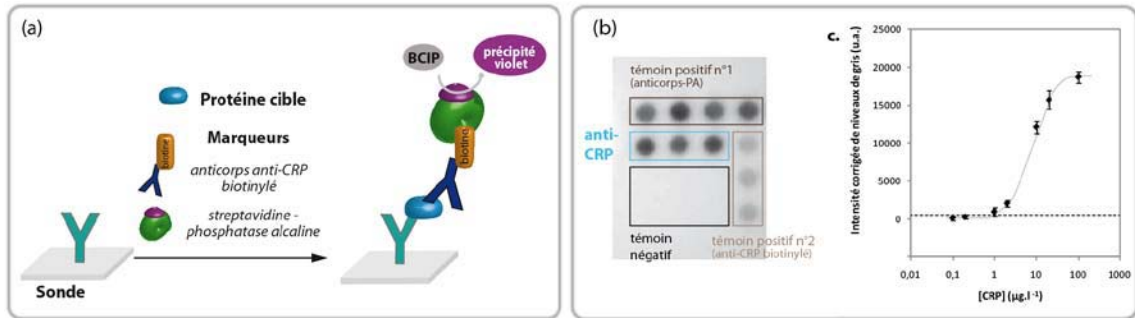 (a)
BCIP
précipité
violet
Protéine cible
Marqueurs
biotine
anticorps anti-CRP
biotinylé
streptavidine -
phosphatase alcaline
Sonde
biotine
(b)
témoin positif n°1
(anticorps-PA)
anti-
CRP
témoin
négatif
témoin positif n°2
(anti-CRP biotinylé)
c.
Intensité corrigée de niveaux de gris (u.a.)
25000
20000
15000
10000
5000
0
-5000
0,01
0,1
1
10
100
1000
[CRP] (µg.l⁻¹)